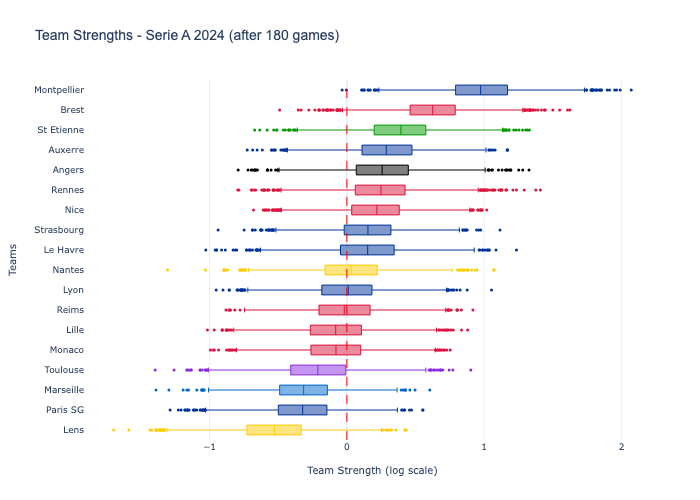 Team Strengths - Serie A 2024 (after 180 games)
Montpellier
Brest
St Etienne
Auxerre
Angers
Rennes
Nice
Strasbourg
Le Havre
Nantes
Lyon
Reims
Lille
Monaco
Toulouse
Marseille
Paris SG
Lens
Teams
−1
0
1
2
Team Strength (log scale)